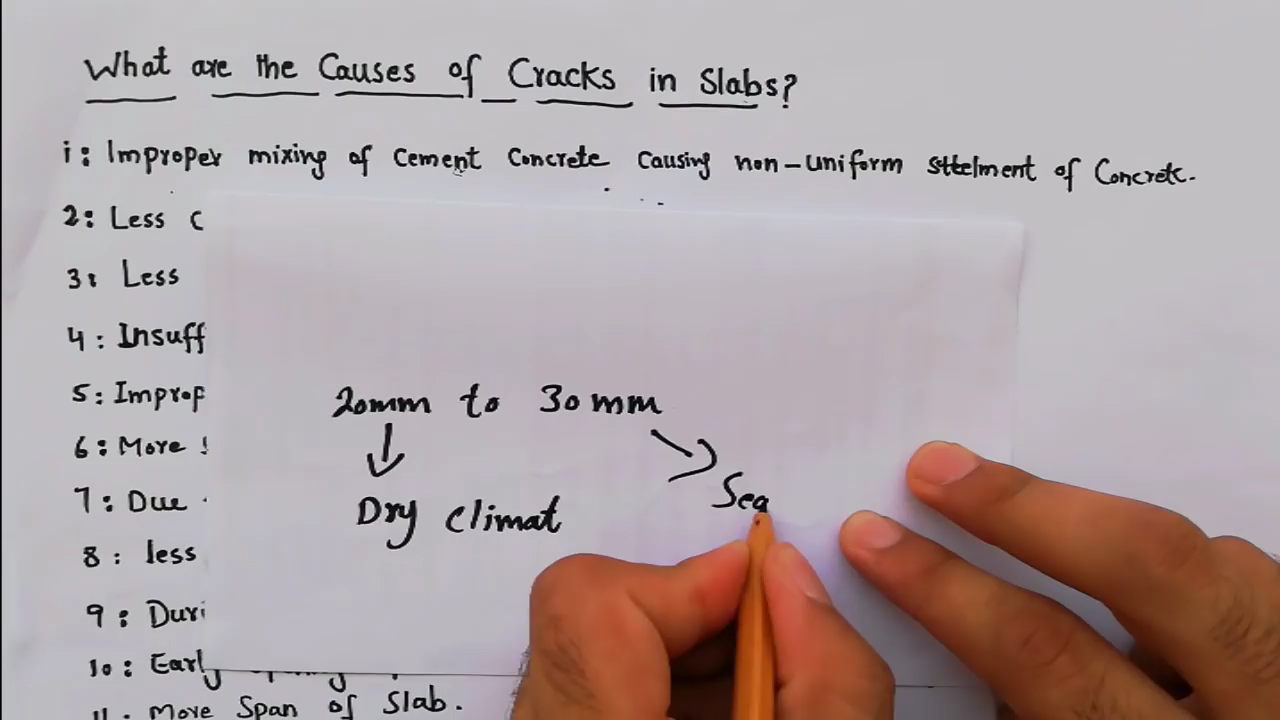 What are the Causes of Cracks in Slabs?
1: Improper mixing of cement concrete causing non-uniform sttelment of Concrete.
2: Less C
3: Less
4: Insuff
5: Improp
6: More
7: Due
8: less
9: Duri
10: Early
11: More Span of Slab.
20mm to 30mm
Dry climat
Sea